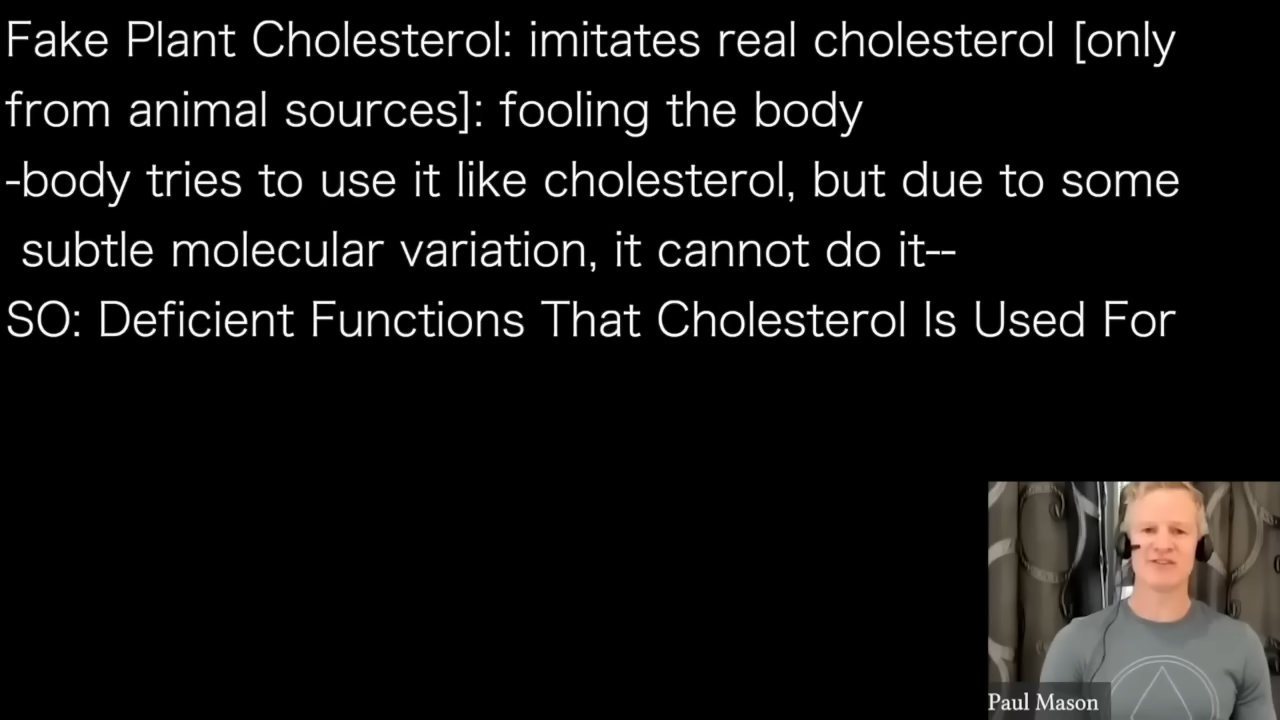 Fake Plant Cholesterol: imitates real cholesterol [only
from animal sources]: fooling the body
-body tries to use it like cholesterol, but due to some
subtle molecular variation, it cannot do it--
SO: Deficient Functions That Cholesterol Is Used For
Paul Mason